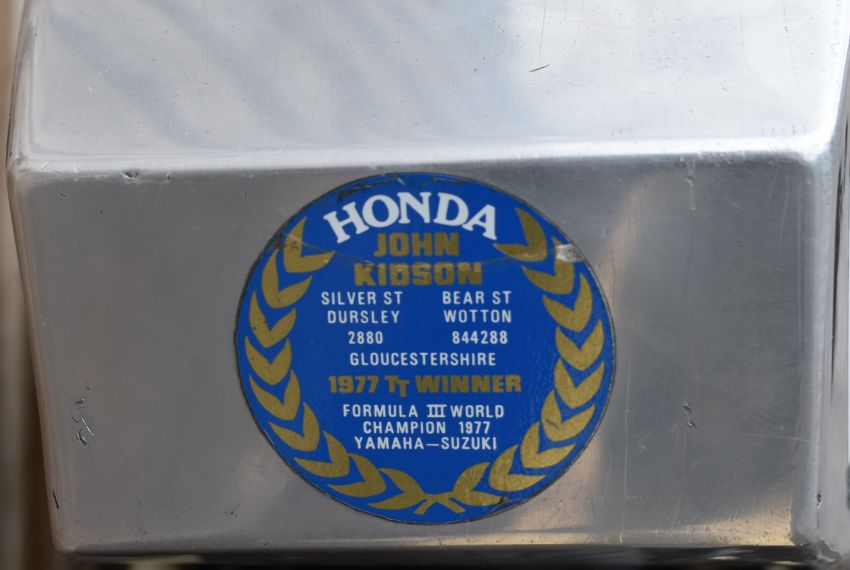 HONDA
JOHN
KIDSON
SILVER ST BEAR ST
DURSLEY WOTTON
2880 844288
GLOUCESTERSHIRE
1977 TT WINNER
FORMULA III WORLD
CHAMPION 1977
YAMAHA—SUZUKI